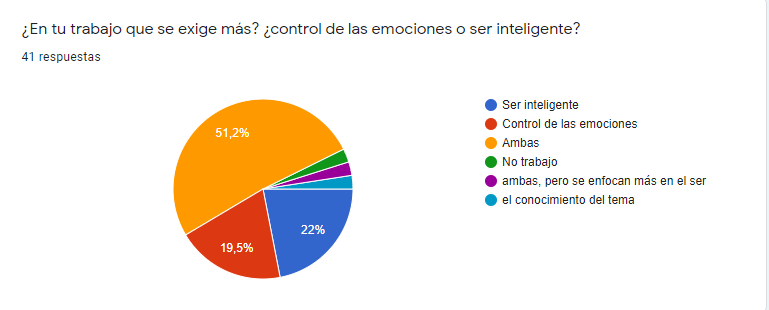 ¿En tu trabajo que se exige más? ¿control de las emociones o ser inteligente?
41 respuestas
51,2%
19,5%
22%
Ser inteligente
Control de las emociones
Ambas
No trabajo
ambas, pero se enfocan más en el ser
el conocimiento del tema